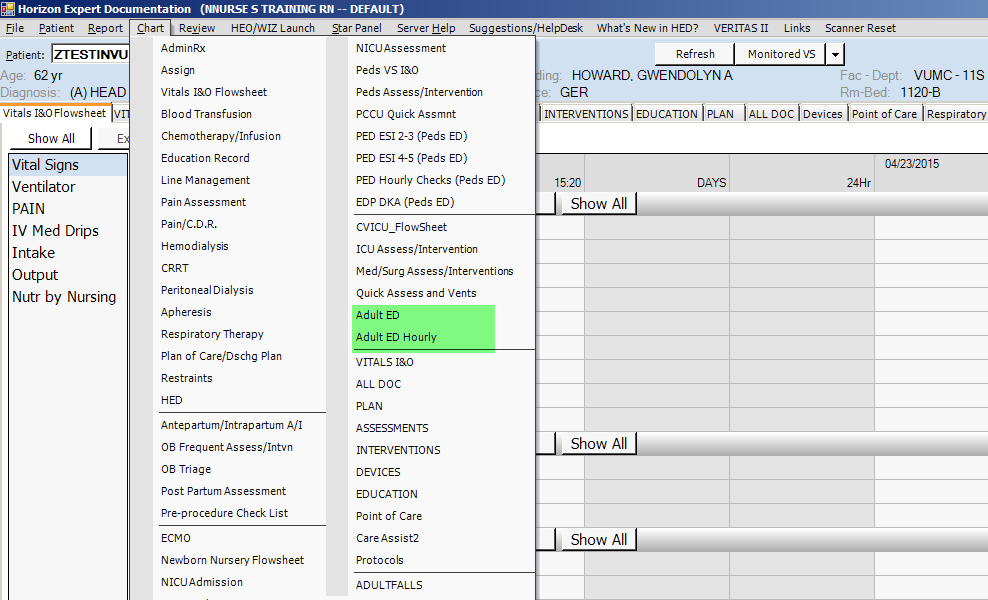 Horizon Expert Documentation (NNURSE S TRAINING RN -- DEFAULT)
File Patient Report Chart Review HEO/WIZ Launch Star Panel Server Help Suggestions/HelpDesk What's New in HED? VERITAS II Links Scanner Reset
Patient: ZTESTINVU
Refresh Monitored VS
Age: 62 yr
ding: HOWARD, GWENDOLYN A
Fac - Dept: VUMC - 11S
Diagnosis: (A) HEAD
ce: GER
Rm-Bed: 1120-B
Vitals I&O Flowsheet VIT
INTERVENTIONS EDUCATION PLAN ALL DOC Devices Point of Care Respiratory
Show All Ex
Vital Signs
Ventilator
PAIN
IV Med Drips
Intake
Output
Nutr by Nursing
AdminRx
Assign
Vitals I&O Flowsheet
Blood Transfusion
Chemotherapy/Infusion
Education Record
Line Management
Pain Assessment
Pain/C.D.R.
Hemodialysis
CRRT
Peritoneal Dialysis
Apheresis
Respiratory Therapy
Plan of Care/Dschg Plan
Restraints
HED
Antepartum/Intrapartum A/I
OB Frequent Assess/Intvn
OB Triage
Post Partum Assessment
Pre-procedure Check List
ECMO
Newborn Nursery Flowsheet
NICU Admission
NICU Assessment
Peds VS I&O
Peds Assess/Intervention
PCCU Quick Assmnt
PED ESI 2-3 (Peds ED)
PED ESI 4-5 (Peds ED)
PED Hourly Checks (Peds ED)
EDP DKA (Peds ED)
CVICU_FlowSheet
ICU Assess/Intervention
Med/Surg Assess/Interventions
Quick Assess and Vents
Adult ED
Adult ED Hourly
VITALS I&O
ALL DOC
PLAN
ASSESSMENTS
INTERVENTIONS
DEVICES
EDUCATION
Point of Care
Care Assist2
Protocols
ADULTFALLS
04/23/2015
15:20 DAYS 24Hr
Show All
Show All
Show All